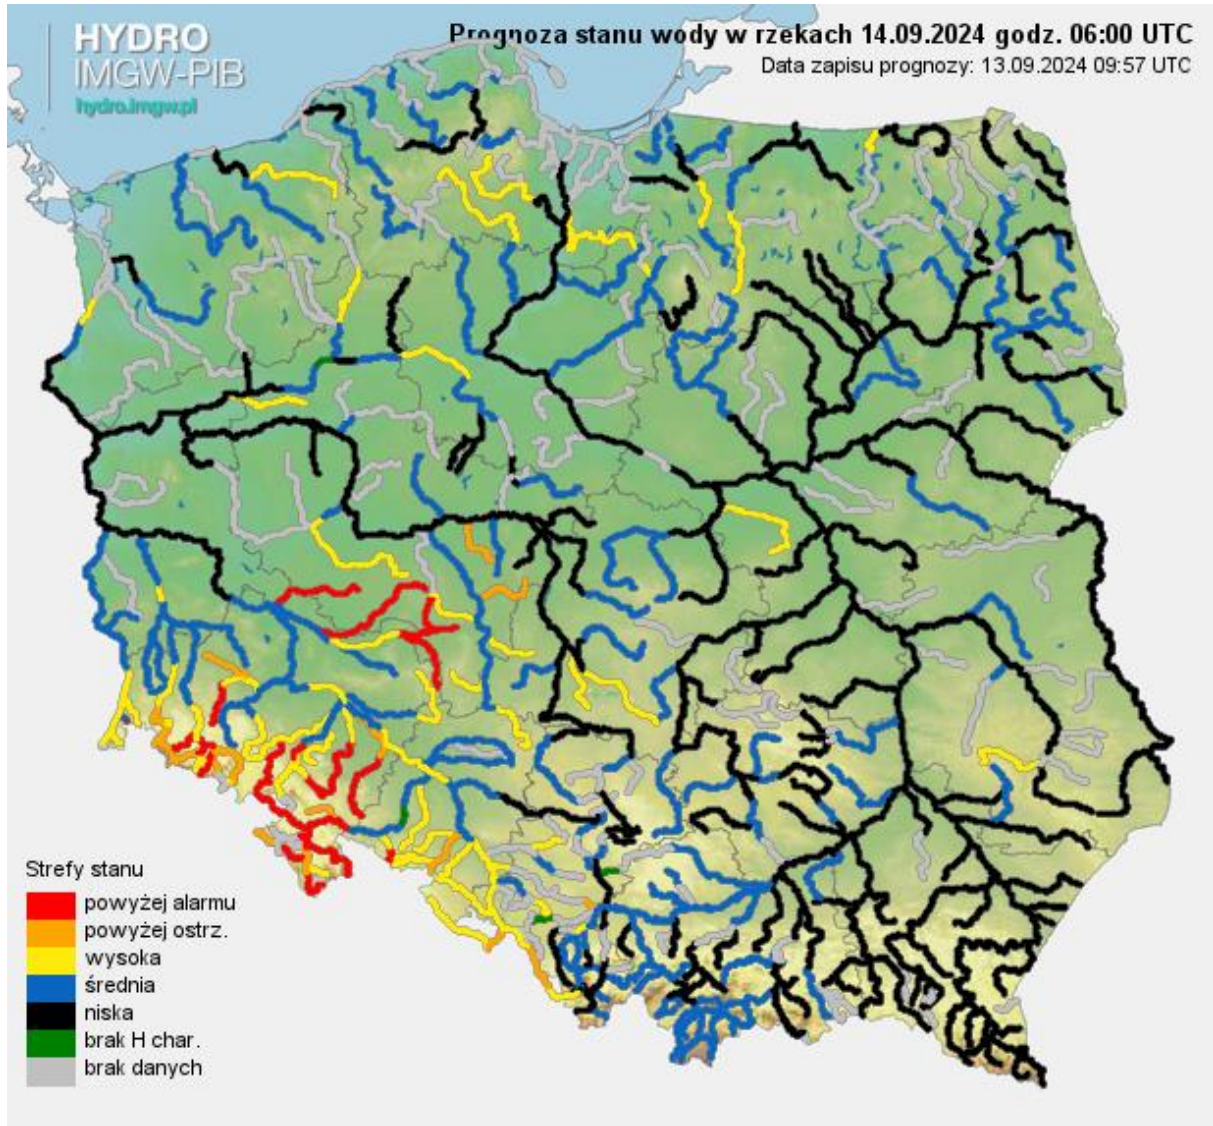 HYDRO
IMGW-PIB
hydro.imgw.pl
Prognoza stanu wody w rzekach 14.09.2024 godz. 06:00 UTC
Data zapisu prognozy: 13.09.2024 09:57 UTC
Strefy stanu
powyżej alarmu
powyżej ostrz.
wysoka
średnia
niska
brak H char.
brak danych